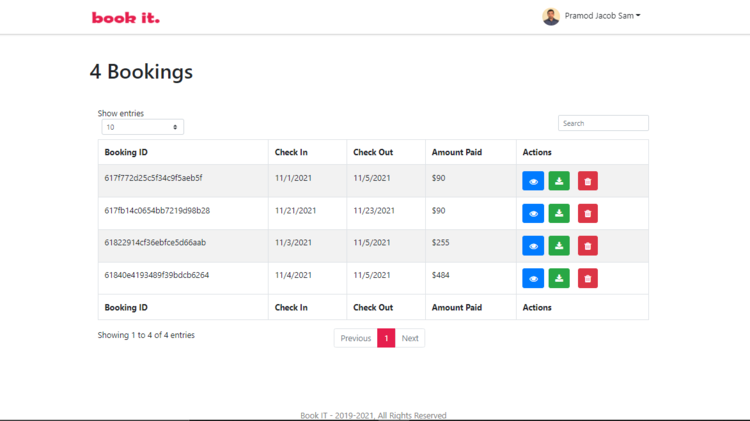 book it.
Pramod Jacob Sam
4 Bookings
Show entries
10
Search
Booking ID Check In Check Out Amount Paid Actions
617f772d25c5f34c9f5aeb5f 11/1/2021 11/5/2021 $90
617fb14c0654bb7219d98b28 11/21/2021 11/23/2021 $90
61822914cf36ebfce5d66aab 11/3/2021 11/5/2021 $255
61840e4193489f39bdcb6264 11/4/2021 11/5/2021 $484
Booking ID Check In Check Out Amount Paid Actions
Showing 1 to 4 of 4 entries
Previous 1 Next
Book IT - 2019-2021, All Rights Reserved